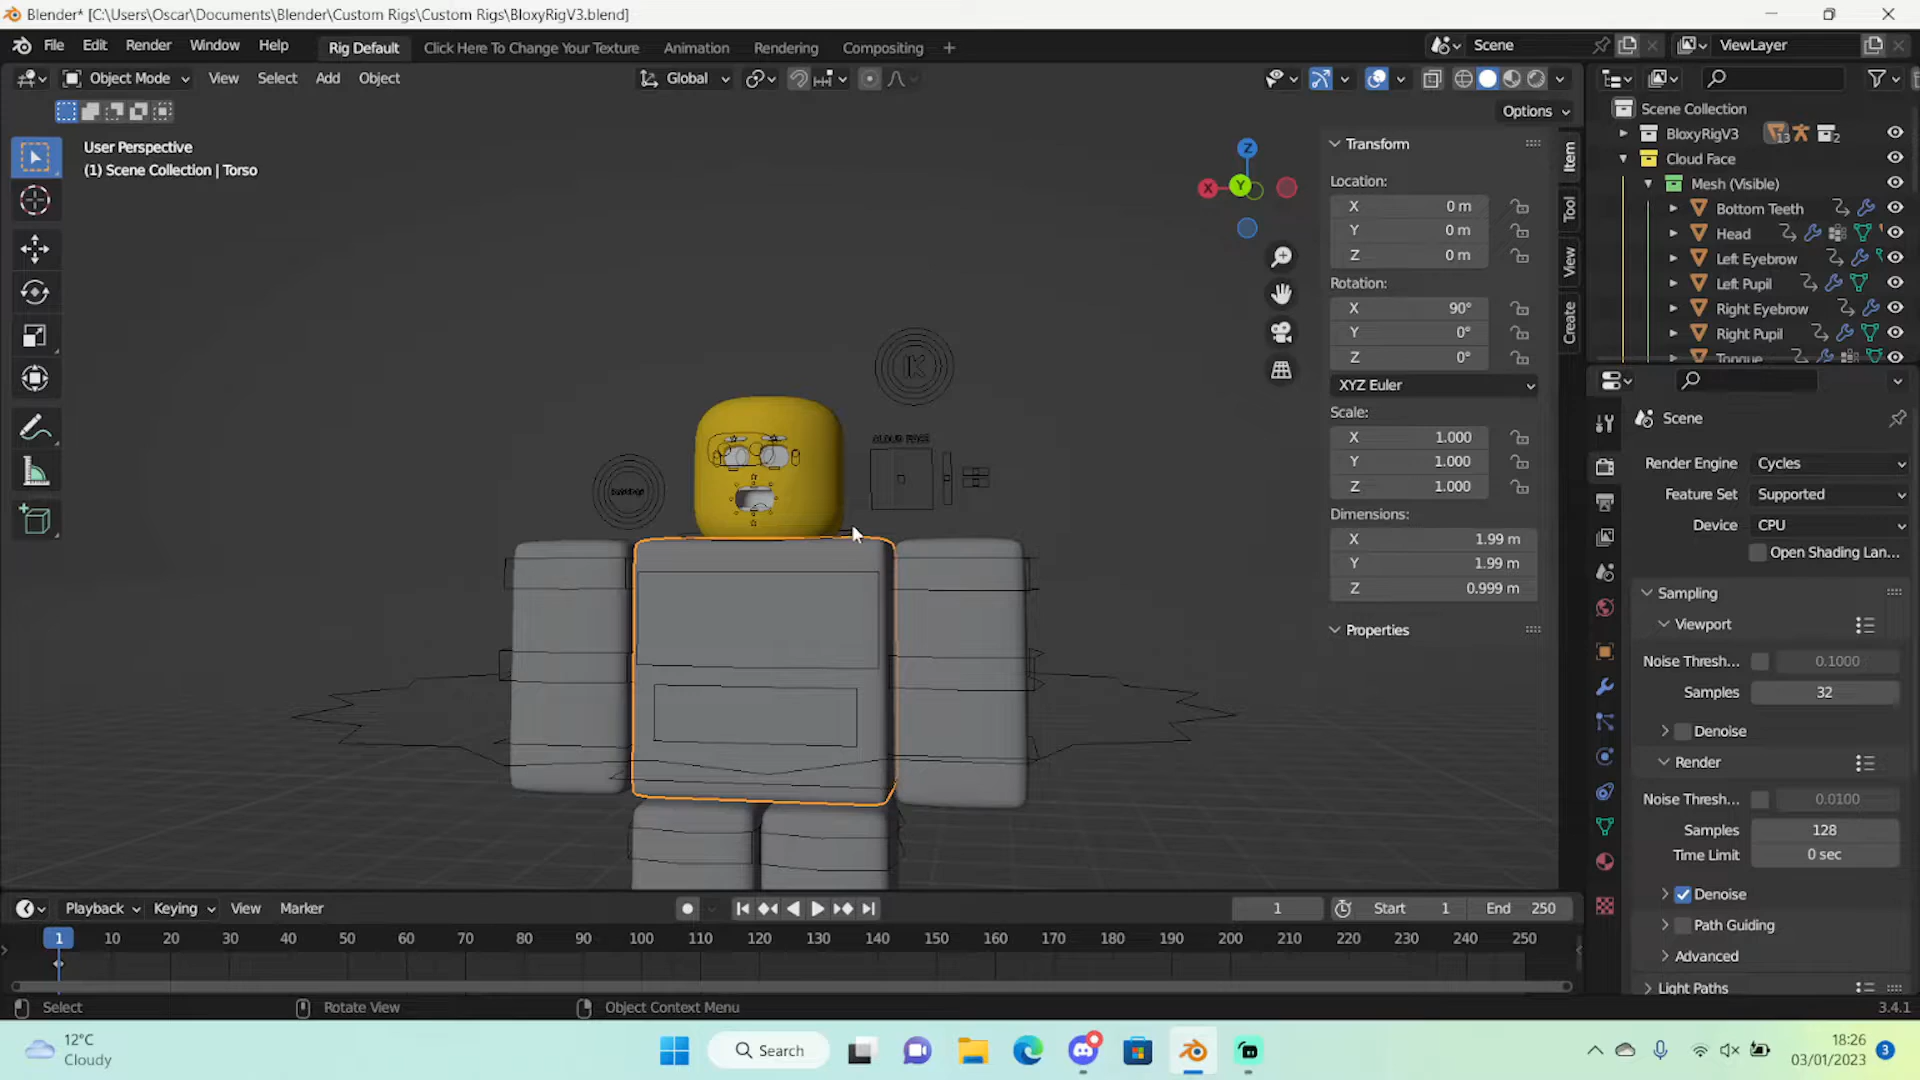 Blender* [C:\Users\Oscar\Documents\Blender\Custom Rigs\Custom Rigs\BloxyRigV3.blend]
File Edit Render Window Help Rig Default Click Here To Change Your Texture Animation Rendering Compositing + Scene ViewLayer
Object Mode View Select Add Object Global
Options
User Perspective
(1) Scene Collection | Torso
Z
X
Y
Transform
Location:
X 0 m
Y 0 m
Z 0 m
Rotation:
X 90°
Y 0°
Z 0°
XYZ Euler
Scale:
X 1.000
Y 1.000
Z 1.000
Dimensions:
X 1.99 m
Y 1.99 m
Z 0.999 m
Properties
Item
Tool
View
Create
K
CLOUD FACE
Scene Collection
BloxyRigV3 13 2
Cloud Face
Mesh (Visible)
Bottom Teeth
Head
Left Eyebrow
Left Pupil
Right Eyebrow
Right Pupil
Tongue
Scene
Render Engine Cycles
Feature Set Supported
Device CPU
Open Shading Lan...
Sampling
Viewport
Noise Thresh... 0.1000
Samples 32
Denoise
Render
Noise Thresh... 0.0100
Samples 128
Time Limit 0 sec
Denoise
Path Guiding
Advanced
Light Paths
Playback Keying View Marker 1 Start 1 End 250
1 10 20 30 40 50 60 70 80 90 100 110 120 130 140 150 160 170 180 190 200 210 220 230 240 250
Select Rotate View Object Context Menu 3.4.1
12°C
Cloudy
Search
18:26
03/01/2023
3